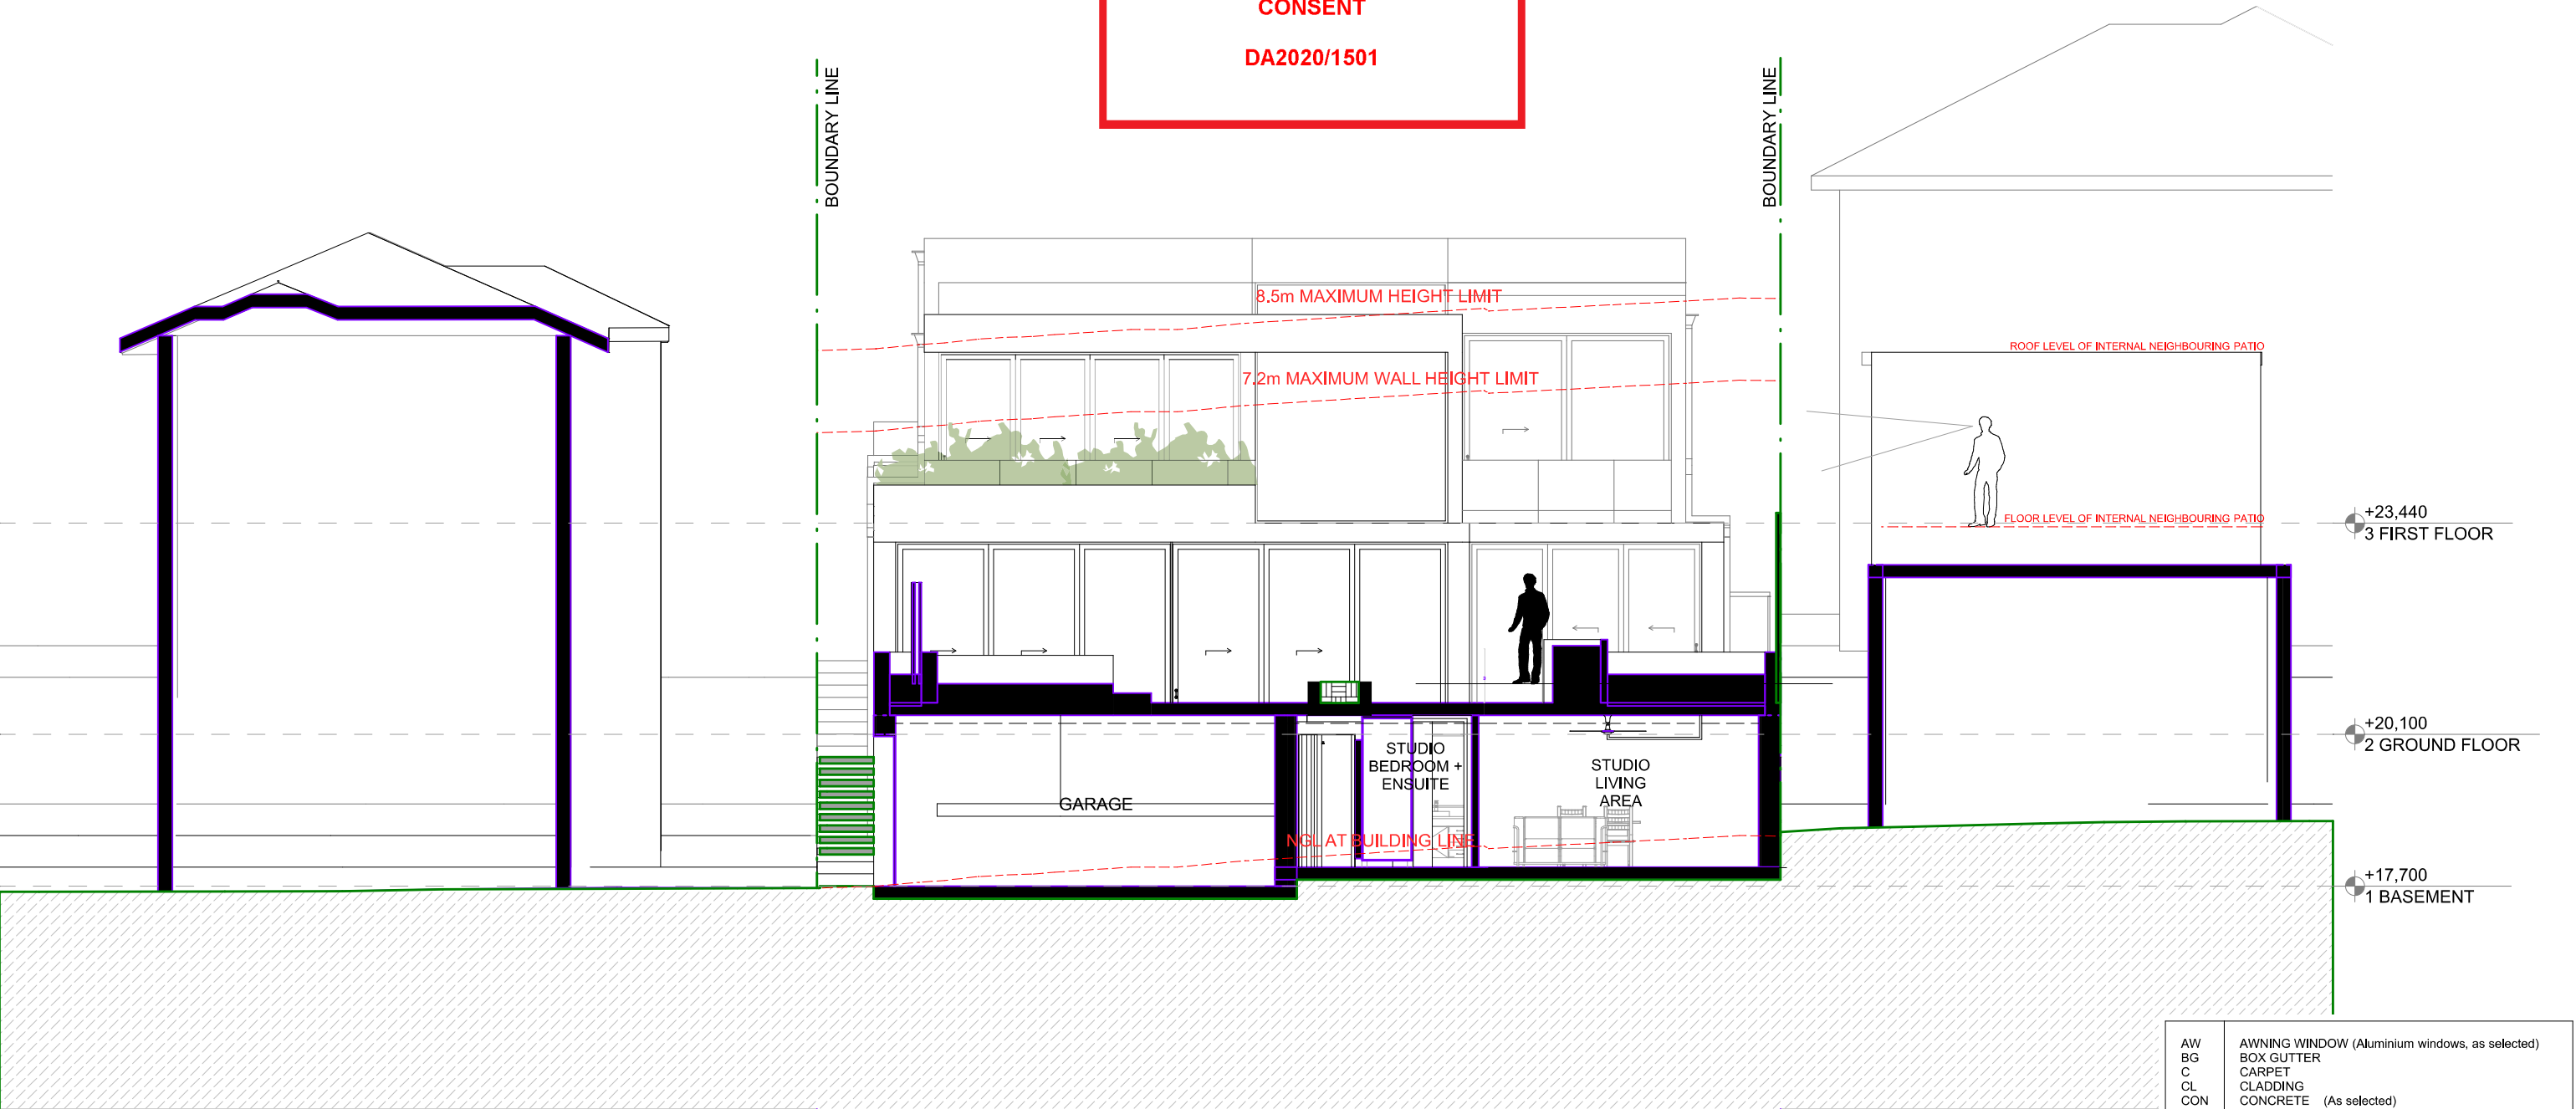 CONSENT
DA2020/1501
BOUNDARY LINE
BOUNDARY LINE
8.5m MAXIMUM HEIGHT LIMIT
ROOF LEVEL OF INTERNAL NEIGHBOURING PATIO
7.2m MAXIMUM WALL HEIGHT LIMIT
FLOOR LEVEL OF INTERNAL NEIGHBOURING PATIO
+23,440
3 FIRST FLOOR
+20,100
2 GROUND FLOOR
STUDIO
BEDROOM +
ENSUITE
STUDIO
LIVING
AREA
GARAGE
NGL AT BUILDING LINE
+17,700
1 BASEMENT
AW AWNING WINDOW (Aluminium windows, as selected)
BG BOX GUTTER
C CARPET
CL CLADDING
CON CONCRETE (As selected)